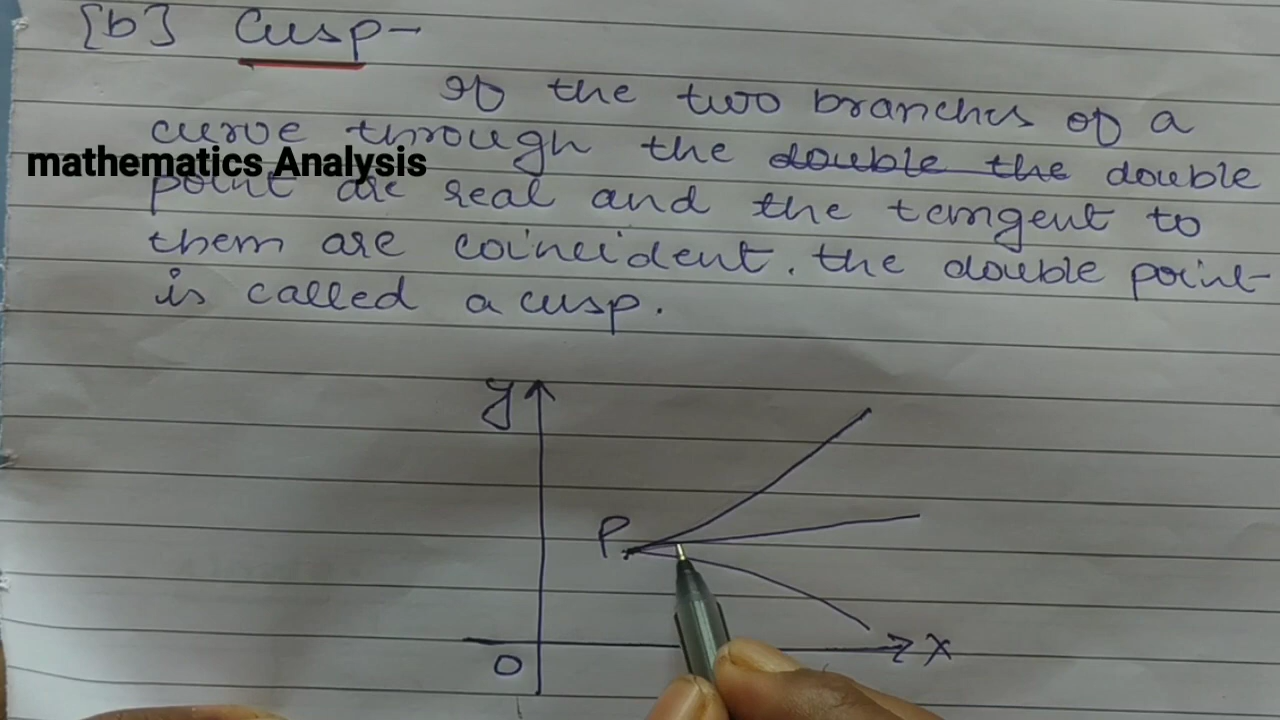 [b] Cusp-
If the two branches of a
curve through the double the double
mathematics Analysis
point are real and the tangent to
them are coincident. the double point
is called a cusp.
y
P
O
X